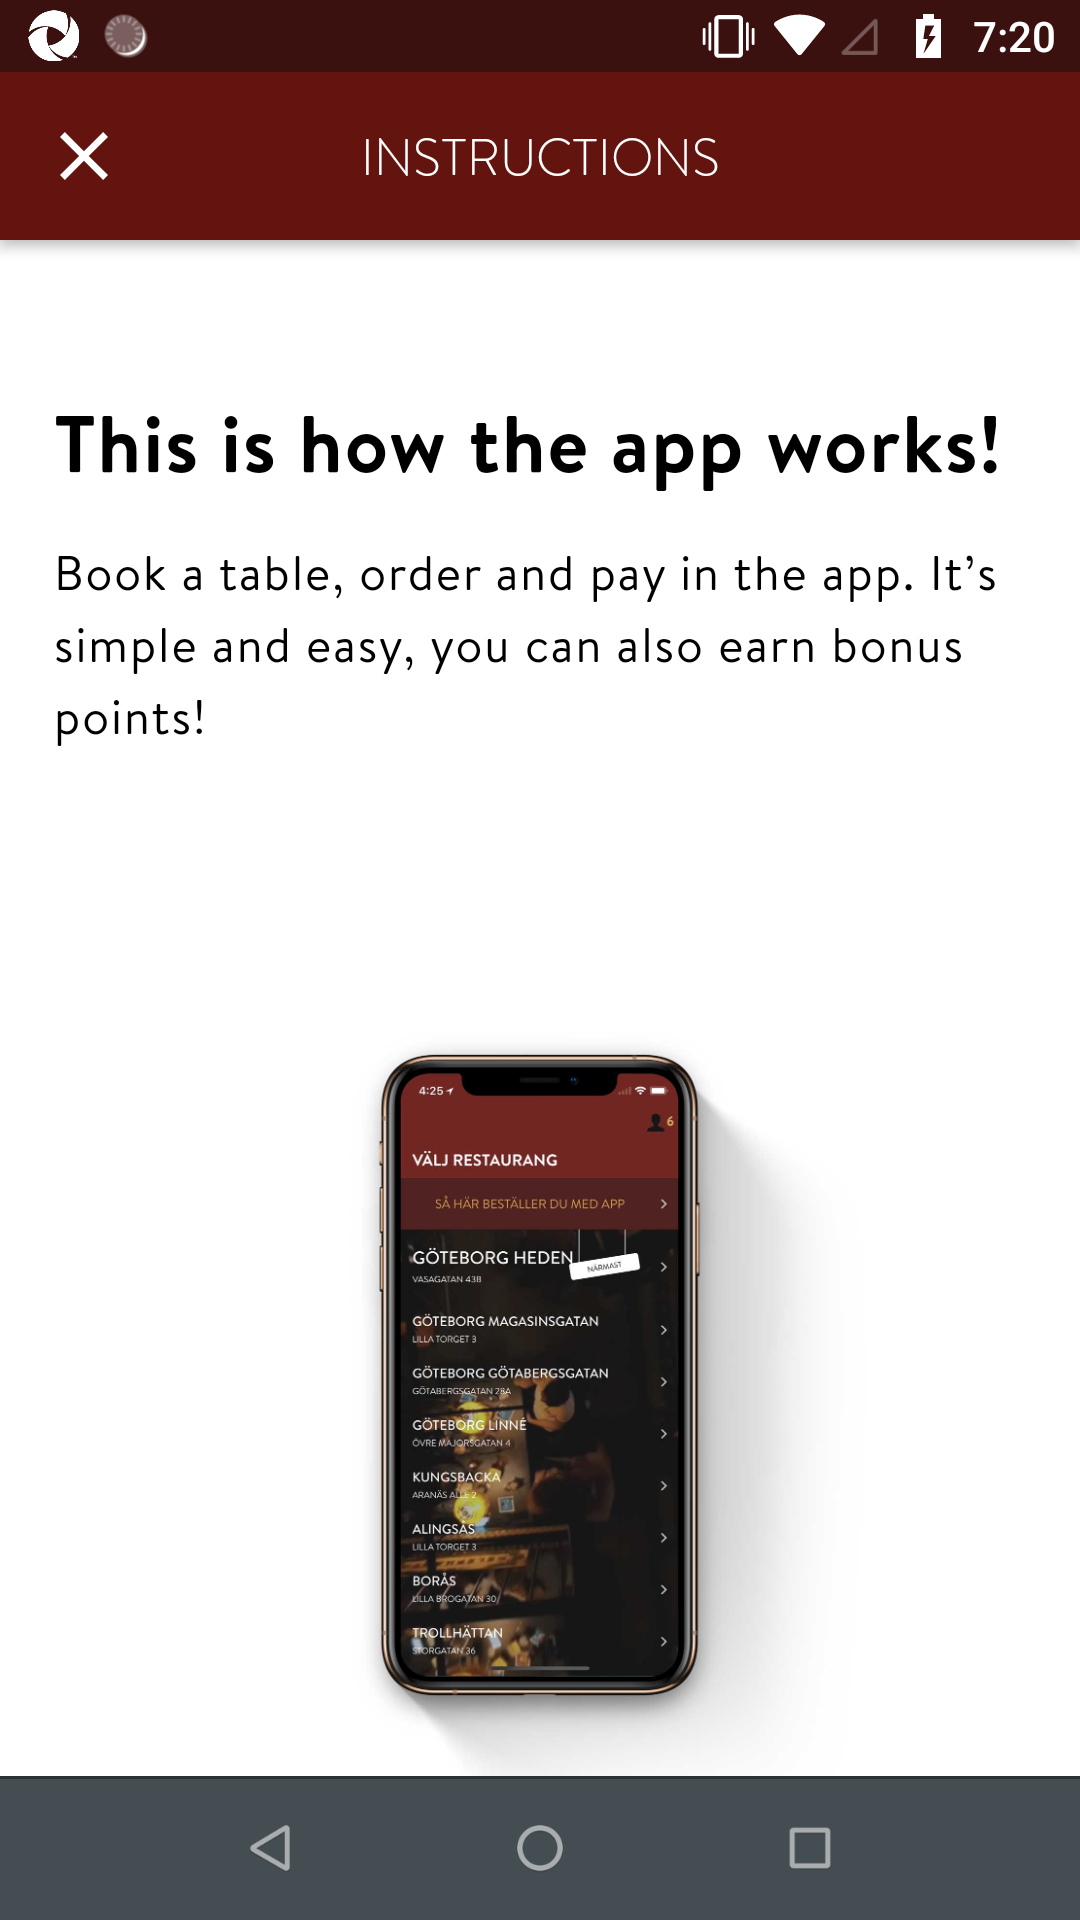 7:20
INSTRUCTIONS
This is how the app works!
Book a table, order and pay in the app. It’s
simple and easy, you can also earn bonus
points!
4:25
6
VÄLJ RESTAURANG
SÅ HÄR BESTÄLLER DU MED APP
GÖTEBORG HEDEN
NÄRMAST
VASAGATAN 43B
GÖTEBORG MAGASINSGATAN
LILLA TORGET 3
GÖTEBORG GÖTABERGSGATAN
GÖTABERGSGATAN 28A
GÖTEBORG LINNÉ
ÖVRE MAJORSGATAN 4
KUNGSBACKA
ARANÄS ALLÉ 2
ALINGSÅS
LILLA TORGET 3
BORÅS
LILLA BROGATAN 30
TROLLHÄTTAN
STORGATAN 36